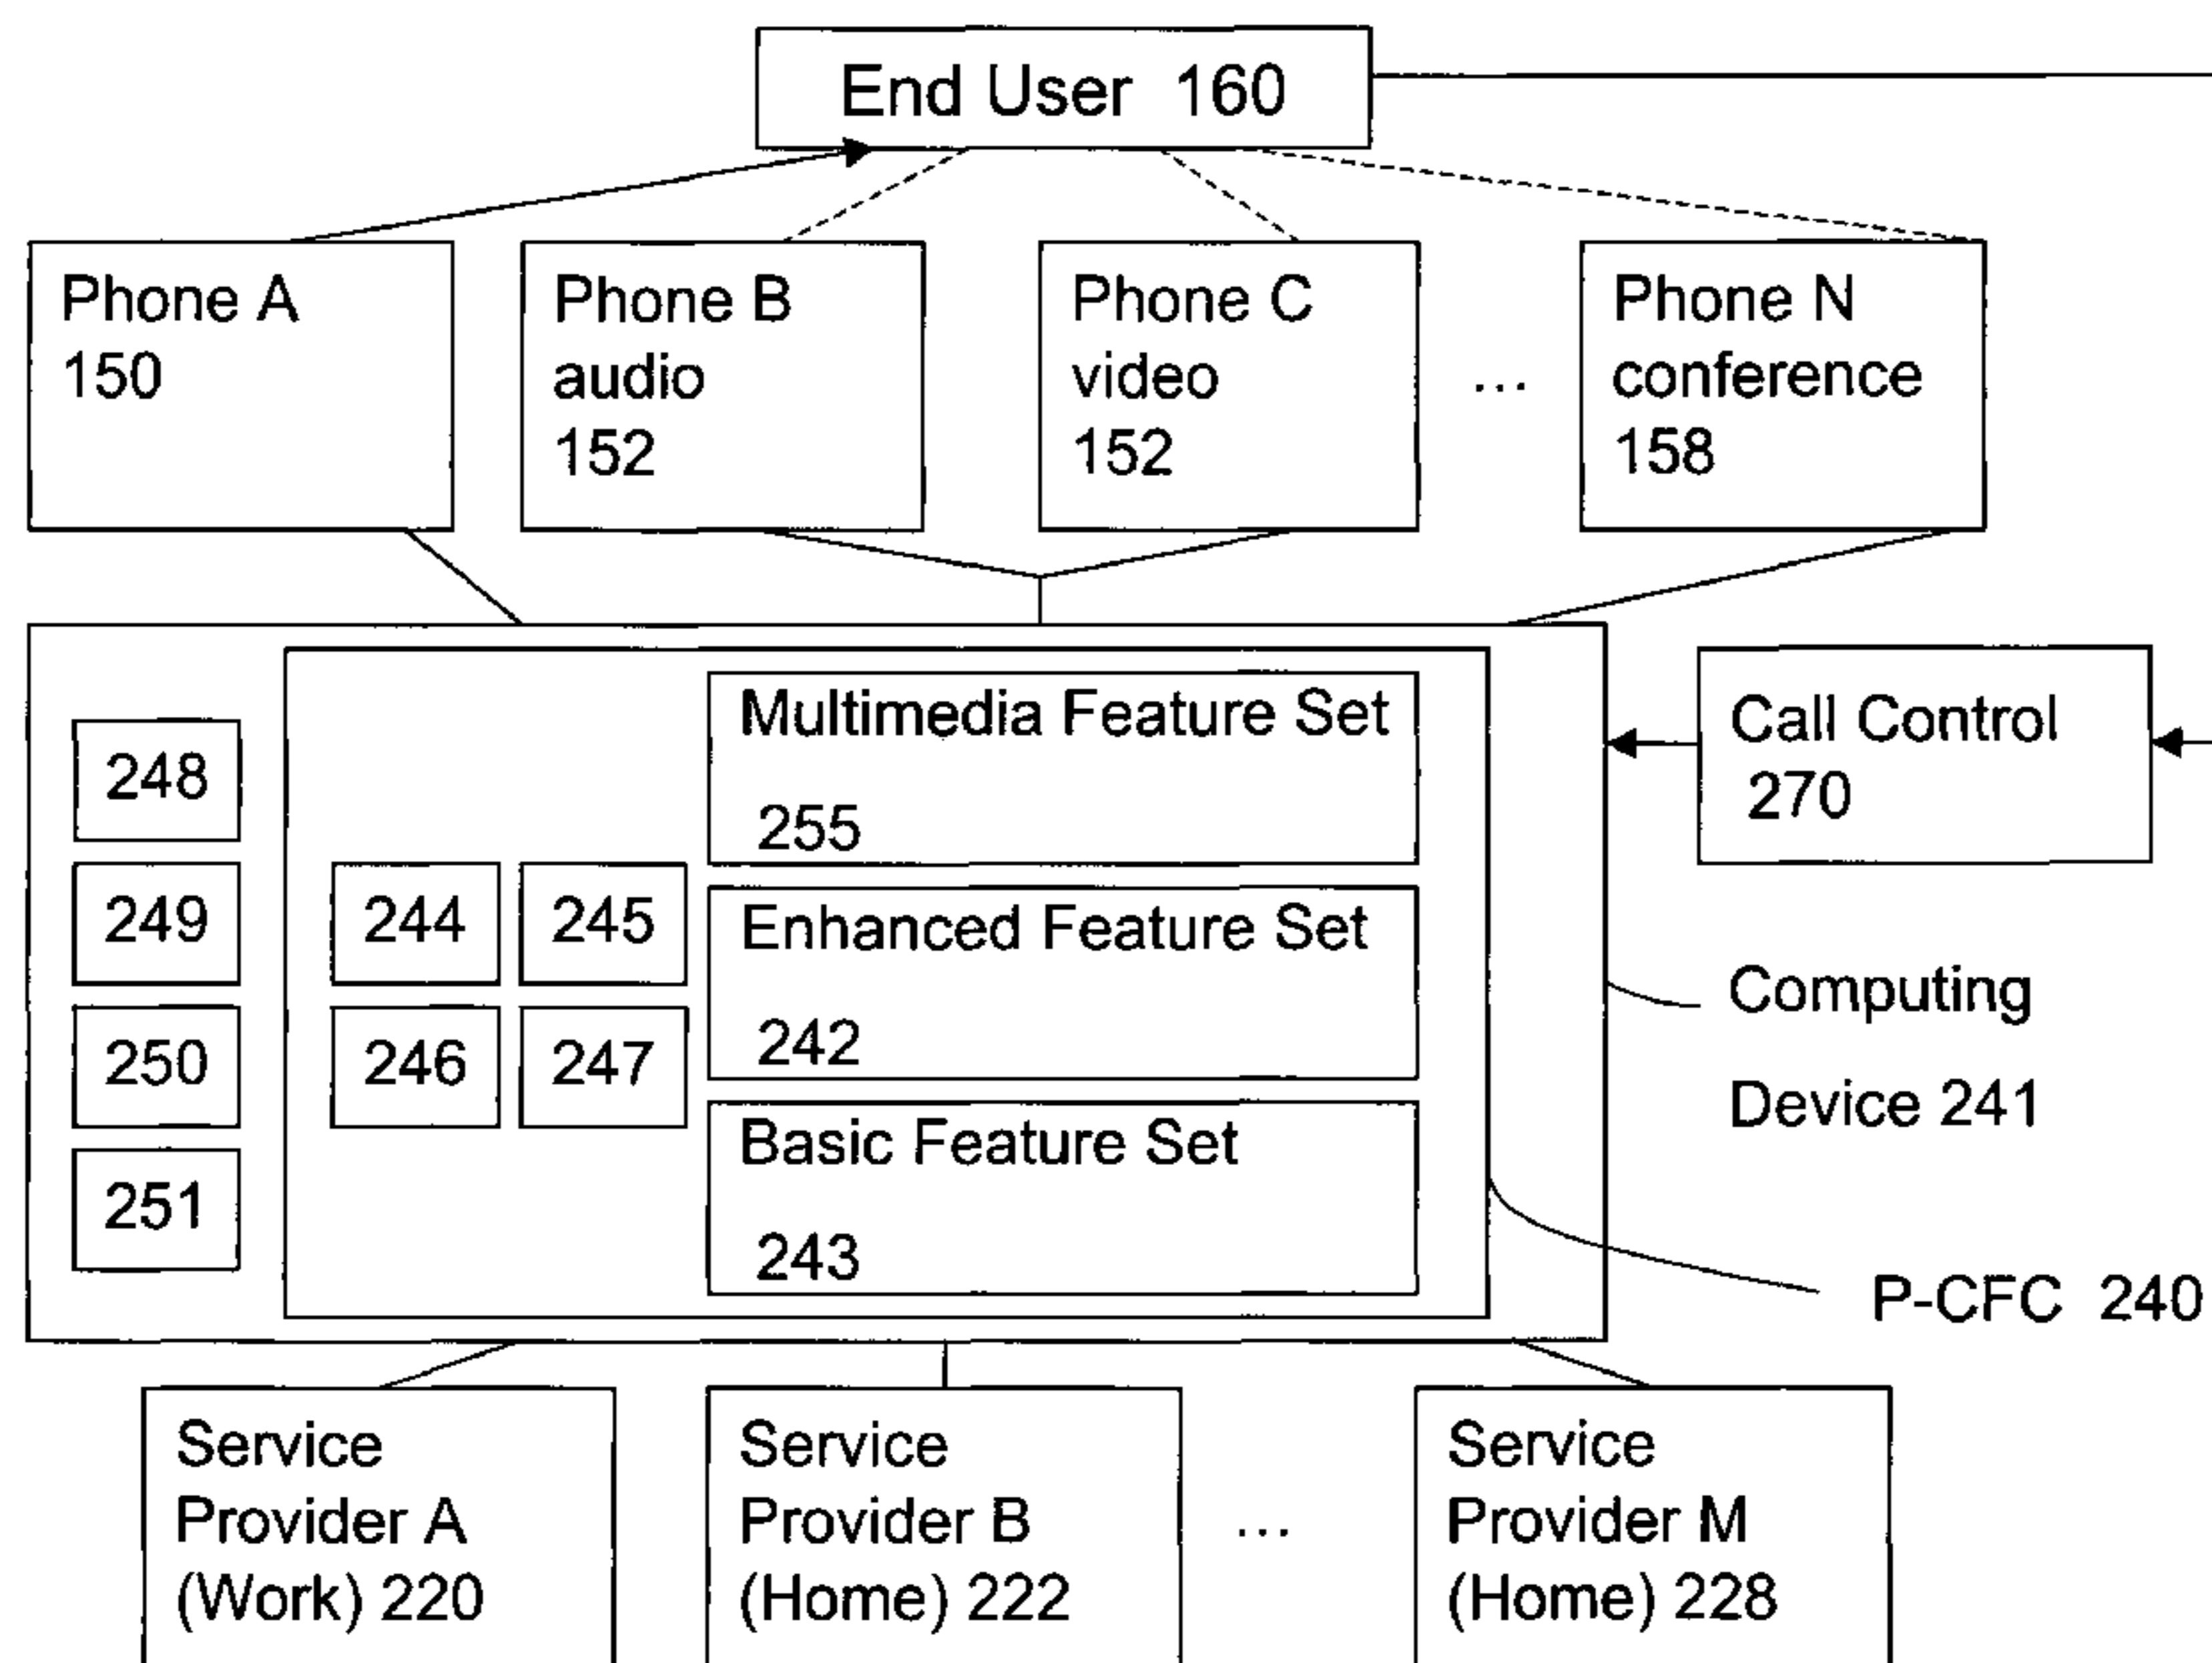 End User 160
Phone A
150
Phone B
audio
152
Phone C
video
152
...
Phone N
conference
158
248
249
250
251
244
245
246
247
Multimedia Feature Set
255
Enhanced Feature Set
242
Basic Feature Set
243
Call Control
270
Computing
Device 241
P-CFC 240
Service
Provider A
(Work) 220
Service
Provider B
(Home) 222
...
Service
Provider M
(Home) 228